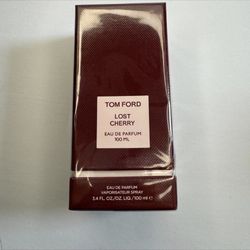 TOM FORD
LOST
CHERRY
EAU DE PARFUM
100 ML
EAU DE PARFUM
VAPORISATEUR SPRAY
3.4 FL.OZ./OZ.LIQ./100 ml ℮